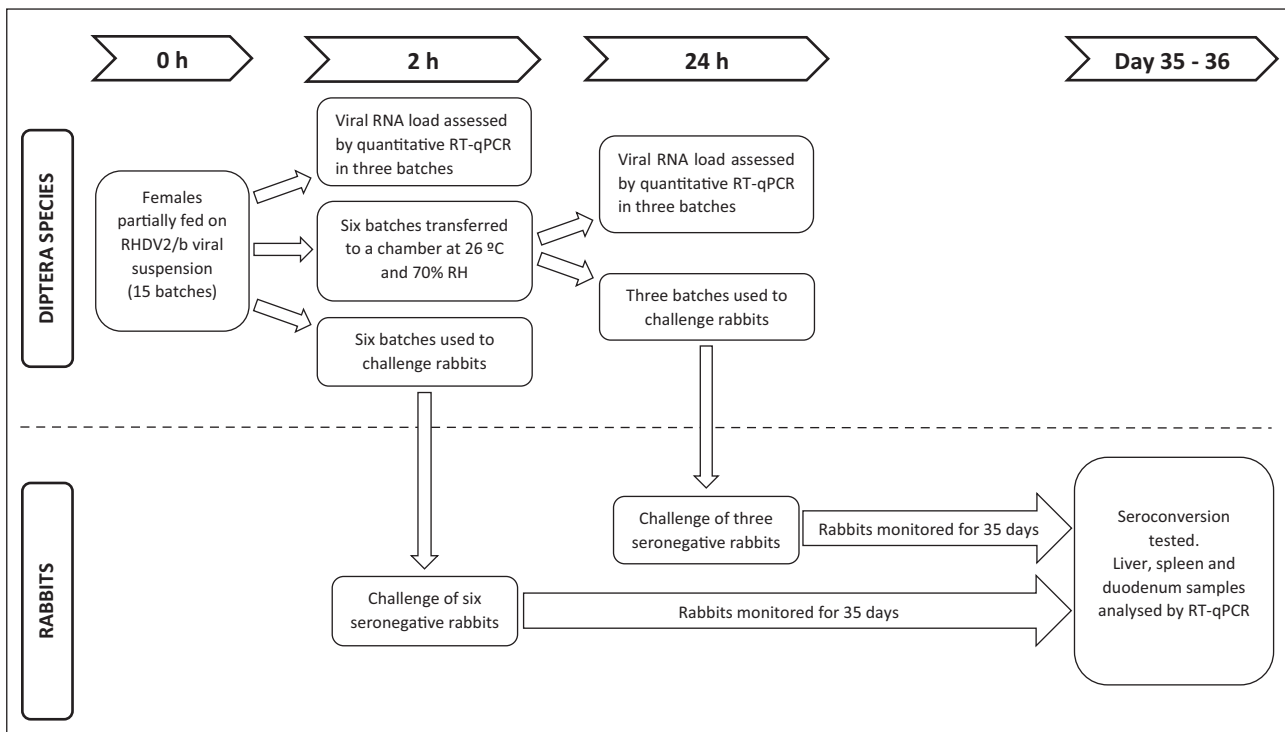 0 h
2 h
24 h
Day 35 - 36
DIPTERA SPECIES
Females
partially fed on
RHDV2/b viral
suspension
(15 batches)
Viral RNA load assessed
by quantitative RT-qPCR
in three batches
Six batches transferred
to a chamber at 26 ºC
and 70% RH
Six batches used to
challenge rabbits
Viral RNA load assessed
by quantitative RT-qPCR
in three batches
Three batches used to
challenge rabbits
RABBITS
Challenge of three
seronegative rabbits
Rabbits monitored for 35 days
Challenge of six
seronegative rabbits
Rabbits monitored for 35 days
Seroconversion
tested.
Liver, spleen and
duodenum samples
analysed by RT-qPCR